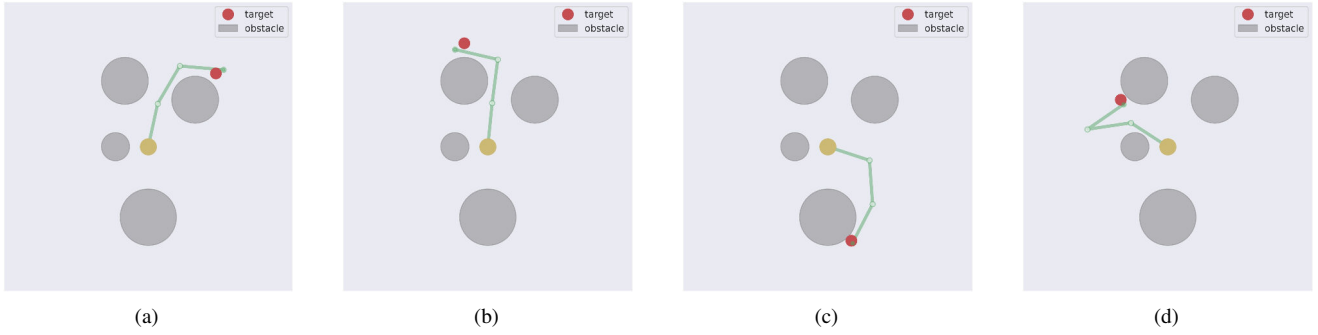 target
obstacle
target
obstacle
target
obstacle
target
obstacle
(a)
(b)
(c)
(d)